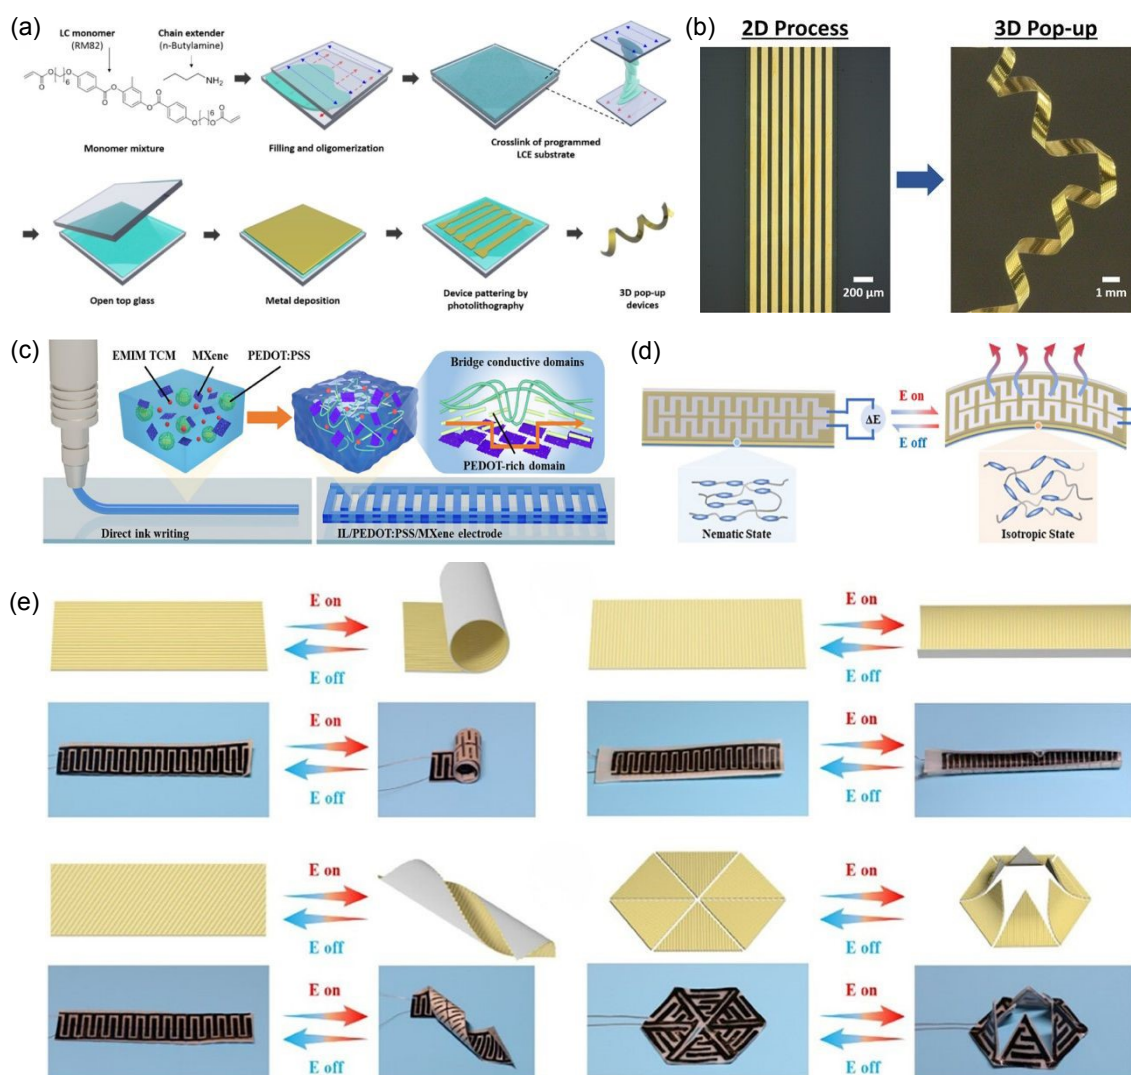 (a)
LC monomer
(RM82)
Chain extender
(n-Butylamine)
NH2
O
O
6
O
O
O
O
O
O
6
O
O
Monomer mixture
Filling and oligomerization
Crosslink of programmed
LCE substrate
Open top glass
Metal deposition
Device pattering by
photolithography
3D pop-up
devices
(b)
2D Process
3D Pop-up
200 μm
1 mm
(c)
EMIM TCM
MXene
PEDOT:PSS
Bridge conductive domains
PEDOT-rich domain
Direct ink writing
IL/PEDOT:PSS/MXene electrode
(d)
ΔE
E on
E off
Nematic State
Isotropic State
(e)
E on
E off
E on
E off
E on
E off
E on
E off
E on
E off
E on
E off
E on
E off
E on
E off